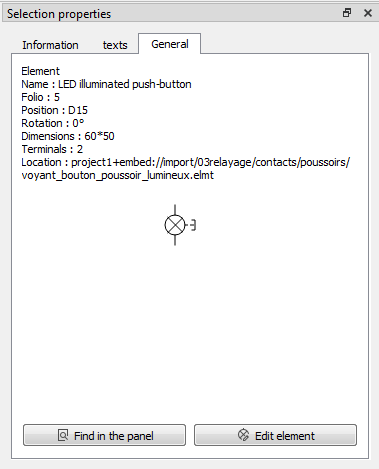 Selection properties
Information texts General
Element
Name : LED illuminated push-button
Folio : 5
Position : D15
Rotation : 0°
Dimensions : 60*50
Terminals : 2
Location : project1+embed://import/03relayage/contacts/poussoirs/
voyant_bouton_poussoir_lumineux.elmt
Find in the panel Edit element